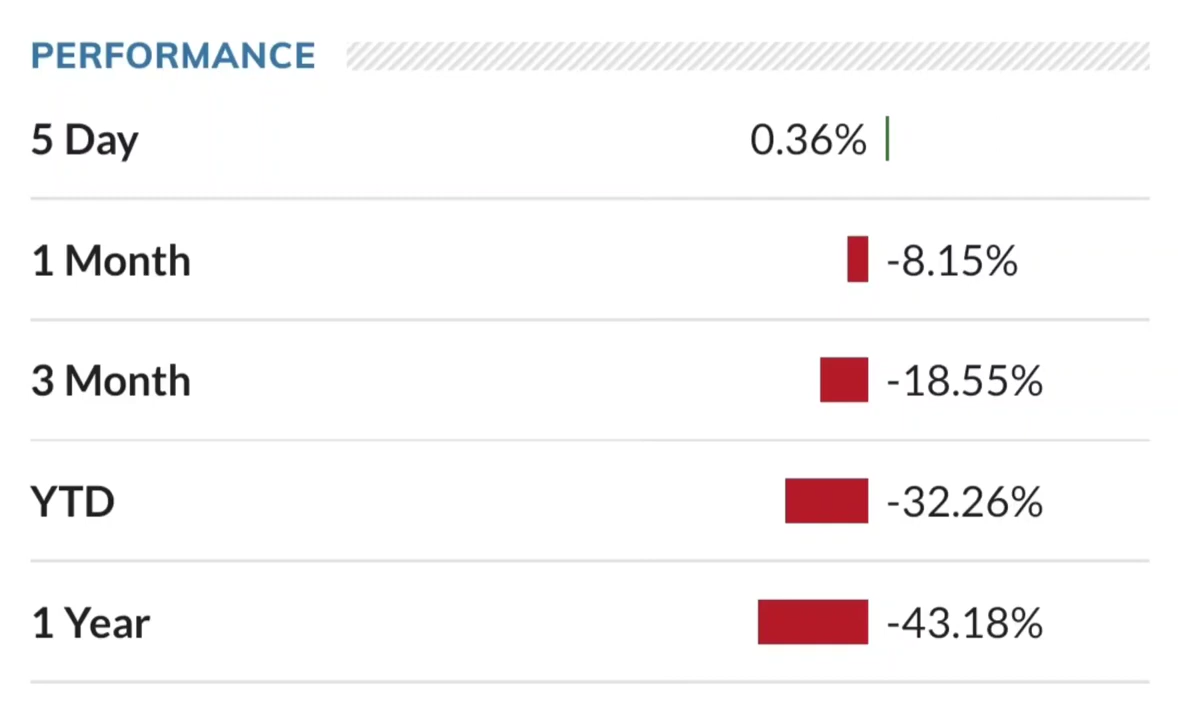 PERFORMANCE
5 Day 0.36%
1 Month -8.15%
3 Month -18.55%
YTD -32.26%
1 Year -43.18%